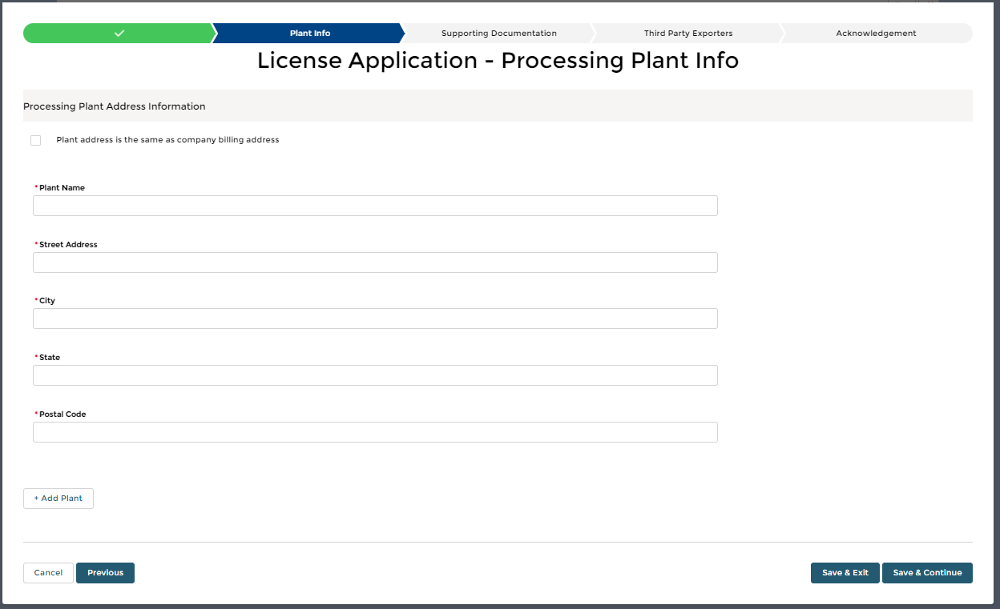 Plant Info
Supporting Documentation
Third Party Exporters
Acknowledgement
License Application - Processing Plant Info
Processing Plant Address Information
Plant address is the same as company billing address
*Plant Name
*Street Address
*City
*State
*Postal Code
+ Add Plant
Cancel
Previous
Save & Exit
Save & Continue